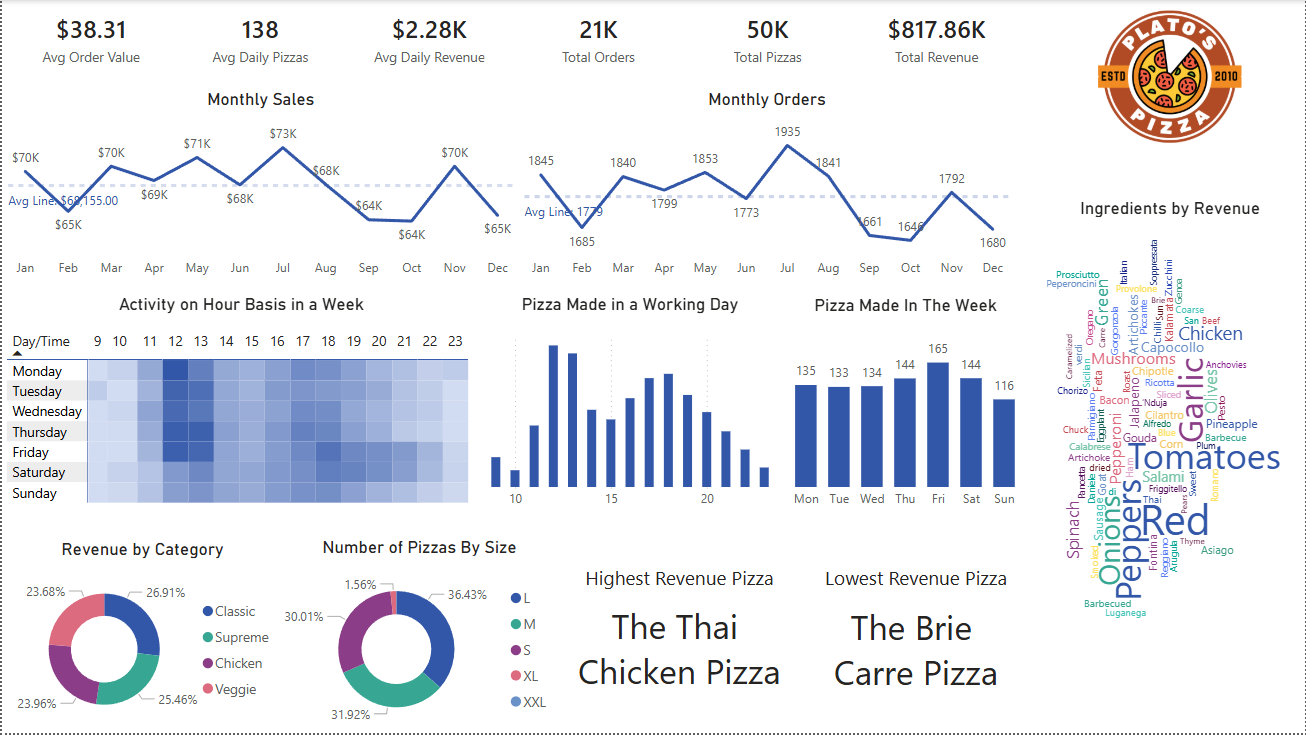 $38.31
Avg Order Value
138
Avg Daily Pizzas
$2.28K
Avg Daily Revenue
21K
Total Orders
50K
Total Pizzas
$817.86K
Total Revenue
PLATO'S
ESTD 2010
PIZZA
Monthly Sales
$70K
$65K
$70K
$69K
$71K
$68K
$73K
$68K
$64K
$64K
$70K
$65K
Avg Line: $68,155.00
Jan Feb Mar Apr May Jun Jul Aug Sep Oct Nov Dec
Monthly Orders
1845
1685
1840
1799
1853
1773
1935
1841
1661
1646
1792
1680
Avg Line: 1779
Jan Feb Mar Apr May Jun Jul Aug Sep Oct Nov Dec
Activity on Hour Basis in a Week
Day/Time 9 10 11 12 13 14 15 16 17 18 19 20 21 22 23
Monday
Tuesday
Wednesday
Thursday
Friday
Saturday
Sunday
Pizza Made in a Working Day
10 15 20
Pizza Made In The Week
135 133 134 144 165 144 116
Mon Tue Wed Thu Fri Sat Sun
Ingredients by Revenue
Soppressata
Italian
Zucchini
Prosciutto
Peperoncini
Provolone
Genoa
Green
Brie
Coarse
Artichokes
Piccante
Sun
Kalamata
San
Beef
Oregano
Gorgonzola
Carre
Chilli
Chicken
Caramelized
Verdi
Capocollo
Mushrooms
Anchovies
Sicilian
Feta
Roast
Chipotie
Ricotta
Garlic
Olives
Chorizo
Jalapeno
Sliced
Pesto
Bacon
'Nduja
Parmigiano
Eggplant
Pepperoni
Cilantro
Alfredo
Pineapple
Chuck
Blue
Gouda
Barbecue
Calabrese
Corn
Plum
Artichoke
Tomatoes
dried
Ham
Pancetta
Daniele
Goat
di
Salami
Sweet
Romano
Friggitello
Thai
Pears
Spinach
Sausage
Onions
Peppers
Red
Thyme
Smoked
Fontina
Reggiano
Arugula
Asiago
Barbecued
Luganega
Revenue by Category
26.91%
25.46%
23.96%
23.68%
Classic
Supreme
Chicken
Veggie
Number of Pizzas By Size
36.43%
31.92%
30.01%
1.56%
L
M
S
XL
XXL
Highest Revenue Pizza
The Thai
Chicken Pizza
Lowest Revenue Pizza
The Brie
Carre Pizza